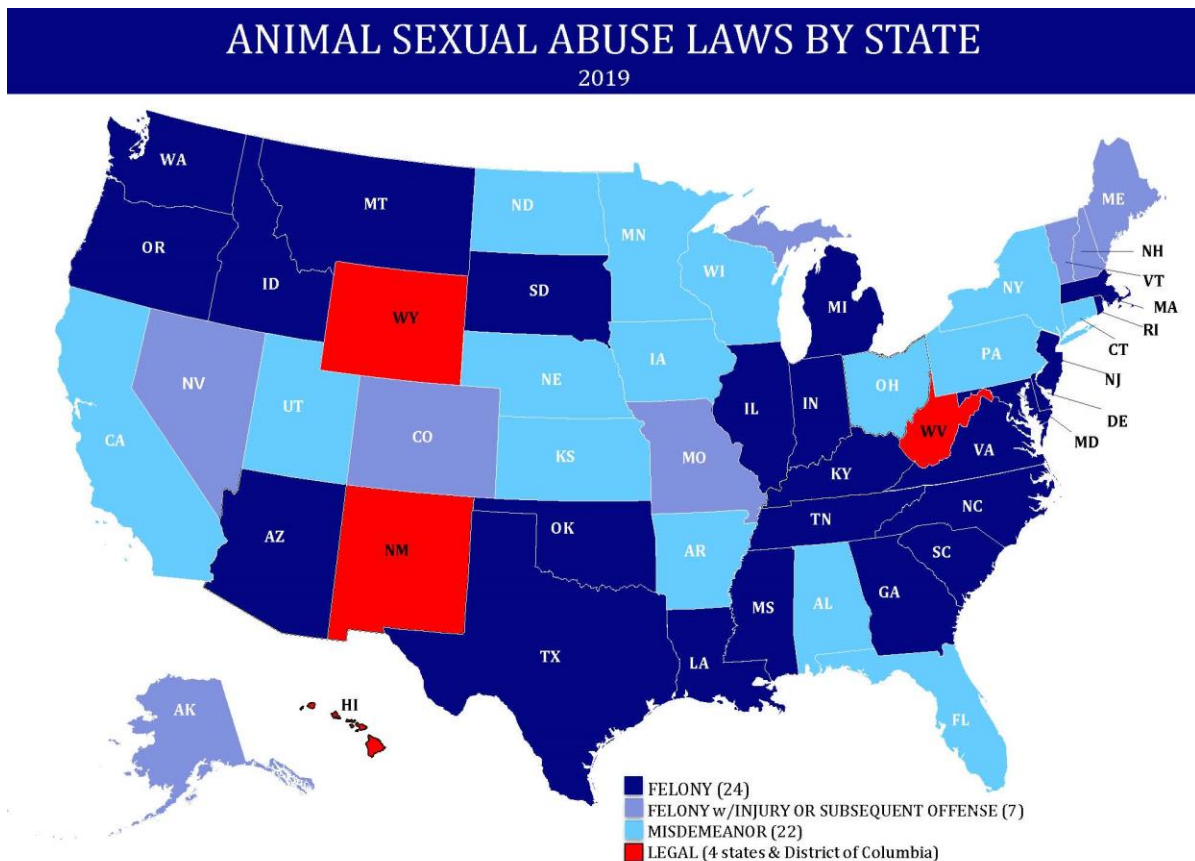 ANIMAL SEXUAL ABUSE LAWS BY STATE
2019
WA
MT
ND
MN
ME
OR
ID
SD
WI
NH
VT
NY
MI
MA
WY
RI
IA
PA
CT
NE
NV
OH
NJ
UT
IL
IN
DE
CA
CO
WV
MD
KS
MO
VA
KY
NC
TN
OK
AZ
NM
AR
SC
MS
AL
GA
TX
LA
AK
HI
FL
FELONY (24)
FELONY w/INJURY OR SUBSEQUENT OFFENSE (7)
MISDEMEANOR (22)
LEGAL (4 states & District of Columbia)